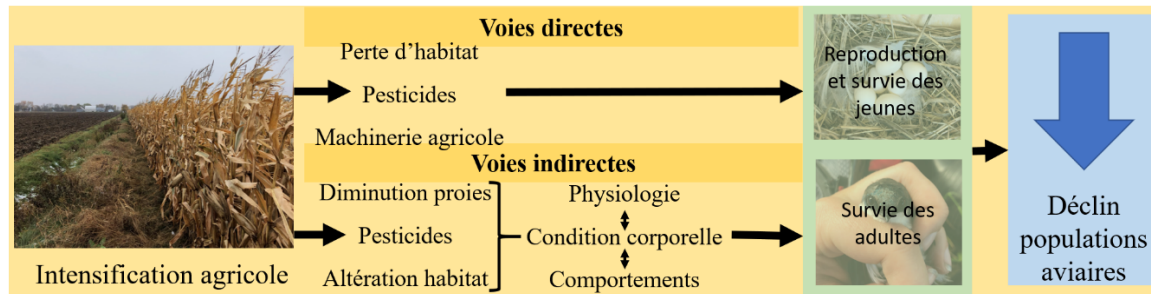 Voies directes
Perte d'habitat
Pesticides
Machinerie agricole
Voies indirectes
Diminution proies
Pesticides
Altération habitat
Physiologie
Condition corporelle
Comportements
Intensification agricole
Reproduction
et survie des
jeunes
Survie des
adultes
Déclin
populations
aviaires